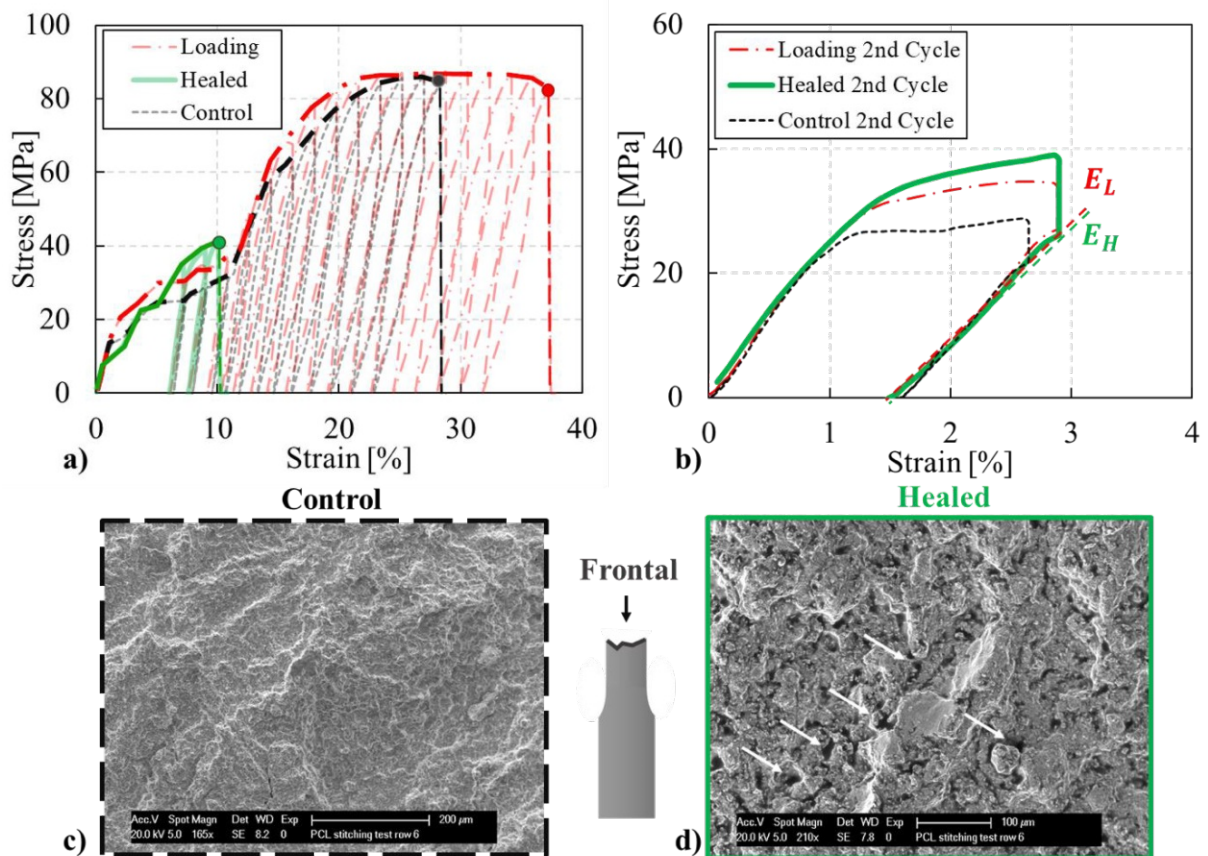 100
80
60
40
20
0
Stress [MPa]
Loading
Healed
Control
0
10
20
30
40
Strain [%]
a)
60
40
20
0
Stress [MPa]
Loading 2nd Cycle
Healed 2nd Cycle
Control 2nd Cycle
E_L
E_H
0
1
2
3
4
Strain [%]
b)
Control
Acc.V Spot Magn Det WD Exp
20.0 kV 5.0 165x SE 8.2 0 PCL stitching test row 6
200 µm
c)
Frontal
Healed
Acc.V Spot Magn Det WD Exp
20.0 kV 5.0 210x SE 7.8 0 PCL stitching test row 6
100 µm
d)